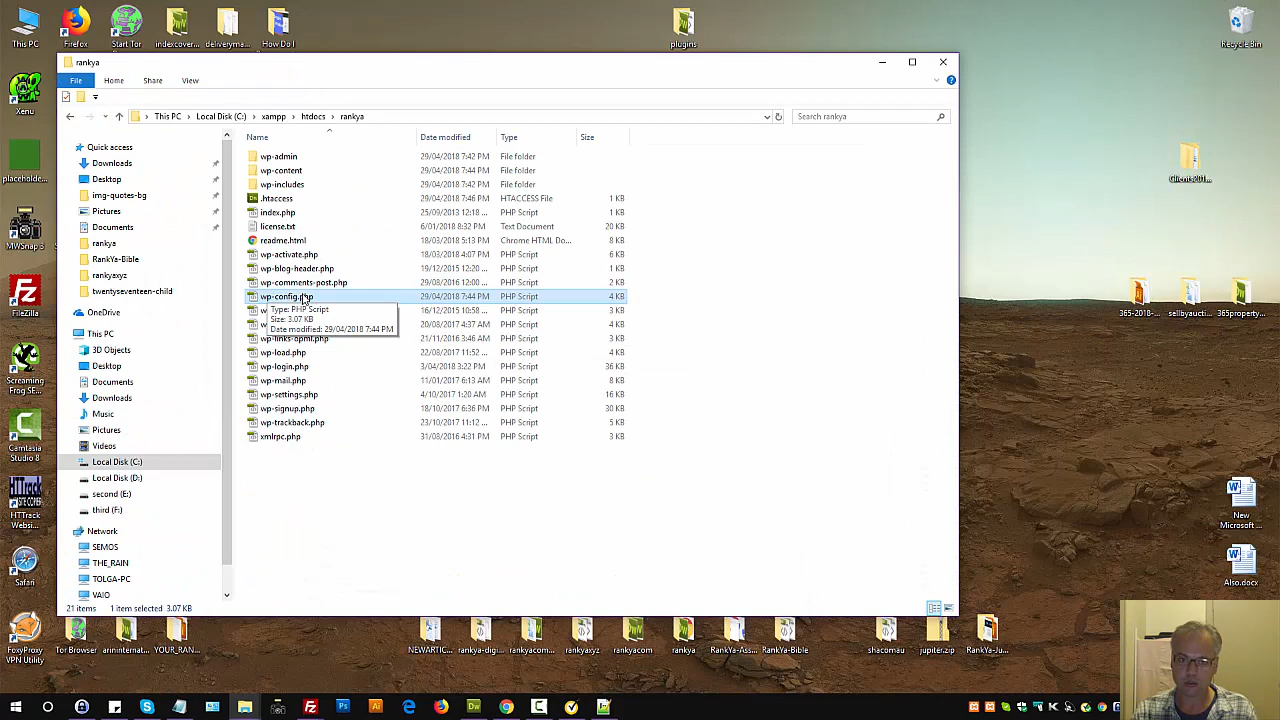 This PC
Firefox
Start Tor
indexcover...
deliveryma...
How Do I
plugins
Recycle Bin
rankya
File
Home
Share
View
This PC
Local Disk (C:)
xampp
htdocs
rankya
Search rankya
Name
Date modified
Type
Size
Quick access
Downloads
Desktop
img-quotes-bg
Pictures
Documents
rankya
RankYa-Bible
rankyaxyz
twentyseventeen-child
OneDrive
This PC
3D Objects
Desktop
Documents
Downloads
Music
Pictures
Videos
Local Disk (C:)
Local Disk (D:)
second (E:)
third (F:)
Network
SEMOS
THE_RAIN
TOLGA-PC
VAIO
wp-admin 29/04/2018 7:42 PM File folder
wp-content 29/04/2018 7:44 PM File folder
wp-includes 29/04/2018 7:42 PM File folder
.htaccess 29/04/2018 7:46 PM HTACCESS File 1 KB
index.php 25/09/2013 12:18 ... PHP Script 1 KB
license.txt 6/01/2018 8:32 PM Text Document 20 KB
readme.html 18/03/2018 5:13 PM Chrome HTML Do... 8 KB
wp-activate.php 18/03/2018 4:07 PM PHP Script 6 KB
wp-blog-header.php 19/12/2015 12:20 ... PHP Script 1 KB
wp-comments-post.php 29/08/2016 12:00 ... PHP Script 2 KB
wp-config.php 29/04/2018 7:44 PM PHP Script 4 KB
16/12/2015 10:58 ... PHP Script 3 KB
20/08/2017 4:37 AM PHP Script 4 KB
wp-links-opml.php 21/11/2016 3:46 AM PHP Script 3 KB
wp-load.php 22/08/2017 11:52 ... PHP Script 4 KB
wp-login.php 3/04/2018 3:22 PM PHP Script 36 KB
wp-mail.php 11/01/2017 6:13 AM PHP Script 8 KB
wp-settings.php 4/10/2017 1:20 AM PHP Script 16 KB
wp-signup.php 18/10/2017 6:36 PM PHP Script 30 KB
wp-trackback.php 23/10/2017 11:12 ... PHP Script 5 KB
xmlrpc.php 31/08/2016 4:31 PM PHP Script 3 KB
Type: PHP Script
Size: 3.07 KB
Date modified: 29/04/2018 7:44 PM
21 items 1 item selected 3.07 KB
Xenu
placeholde...
MWSnap 3
FileZilla
Screaming
Frog SE...
Camtasia
Studio 8
HTTrack
Websi...
Safari
FoxyProxy
VPN Utility
Clients201...
365-2018-...
sellbyaucti...
365property...
New
Microsoft ...
Also.docx
Tor Browser
anninternat...
YOUR_RAN...
NEWARTIC...
rankya-digi...
rankyacom...
rankyaxyz
rankyacom
rankya
RankYa-Ass...
RankYa-Bible
shacomau
jupiter.zip
RankYa-Ju...